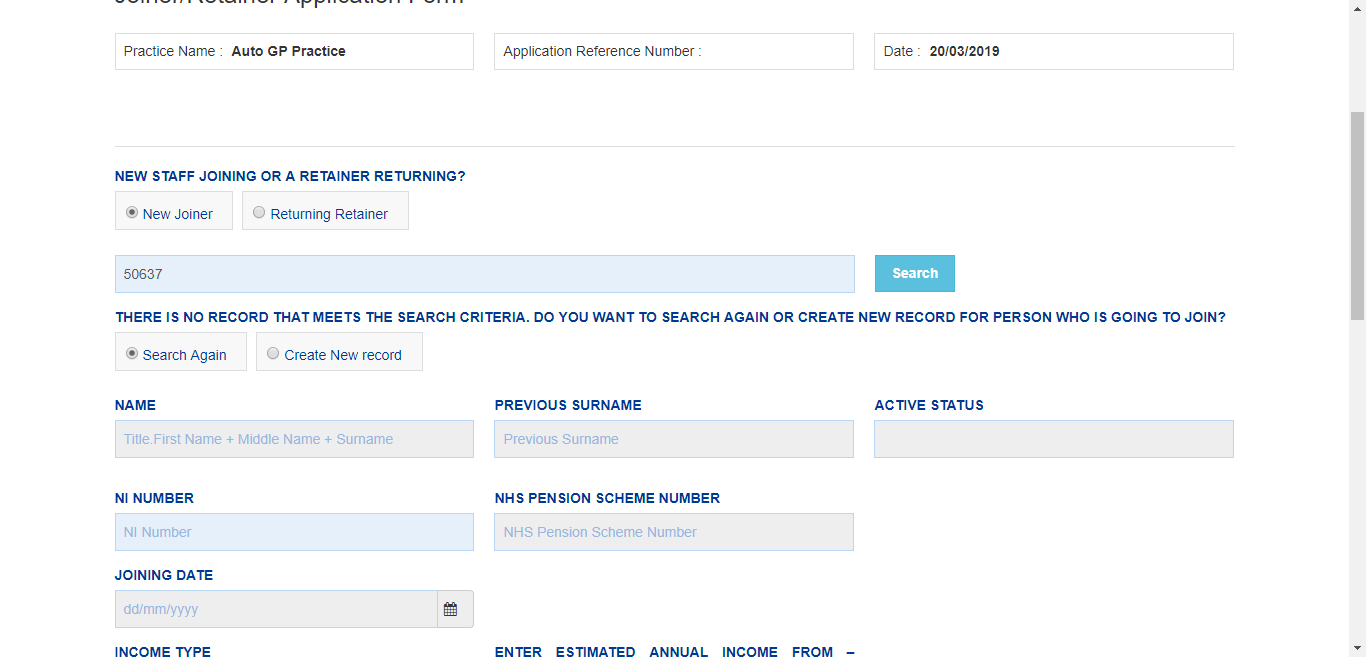 Joiner/Retainer Application Form
Practice Name : Auto GP Practice
Application Reference Number :
Date : 20/03/2019
NEW STAFF JOINING OR A RETAINER RETURNING?
New Joiner
Returning Retainer
50637
Search
THERE IS NO RECORD THAT MEETS THE SEARCH CRITERIA. DO YOU WANT TO SEARCH AGAIN OR CREATE NEW RECORD FOR PERSON WHO IS GOING TO JOIN?
Search Again
Create New record
NAME
PREVIOUS SURNAME
ACTIVE STATUS
Title.First Name + Middle Name + Surname
Previous Surname
NI NUMBER
NHS PENSION SCHEME NUMBER
NI Number
NHS Pension Scheme Number
JOINING DATE
dd/mm/yyyy
INCOME TYPE
ENTER ESTIMATED ANNUAL INCOME FROM –